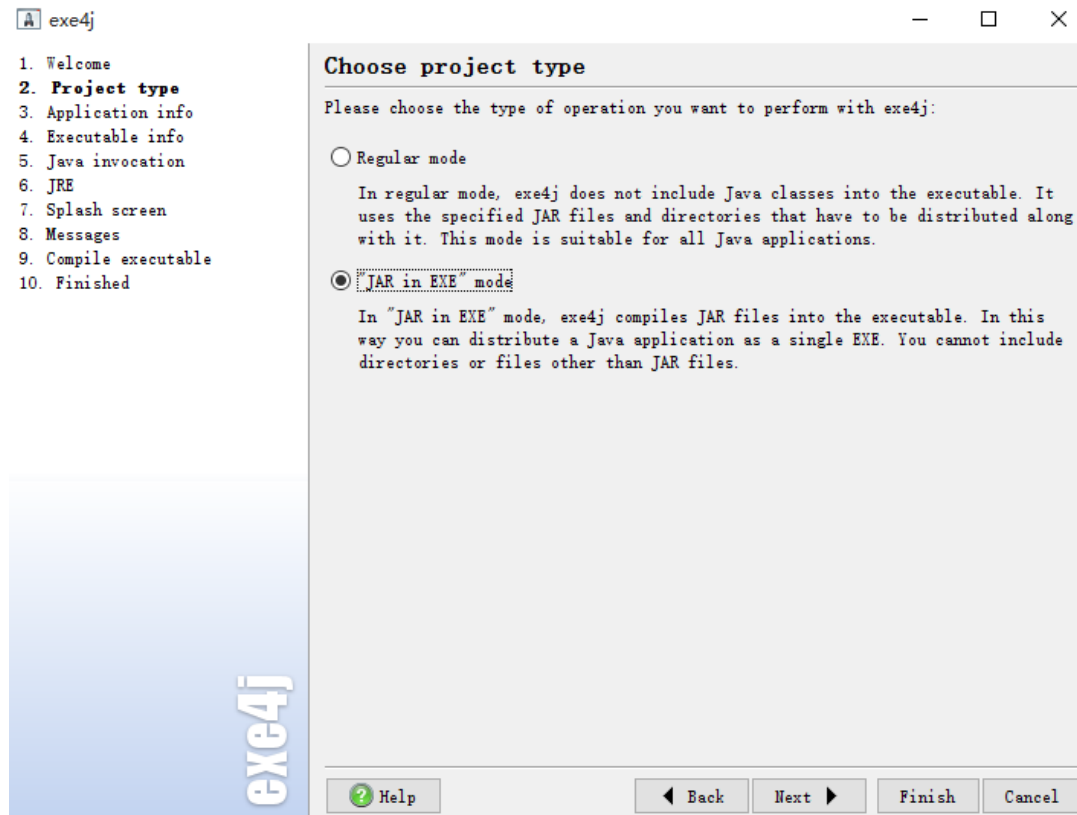 exe4j
1. Welcome
2. Project type
3. Application info
4. Executable info
5. Java invocation
6. JRE
7. Splash screen
8. Messages
9. Compile executable
10. Finished
exe4j
Choose project type
Please choose the type of operation you want to perform with exe4j:
Regular mode
In regular mode, exe4j does not include Java classes into the executable. It
uses the specified JAR files and directories that have to be distributed along
with it. This mode is suitable for all Java applications.
"JAR in EXE" mode
In "JAR in EXE" mode, exe4j compiles JAR files into the executable. In this
way you can distribute a Java application as a single EXE. You cannot include
directories or files other than JAR files.
Help
Back
Next
Finish
Cancel